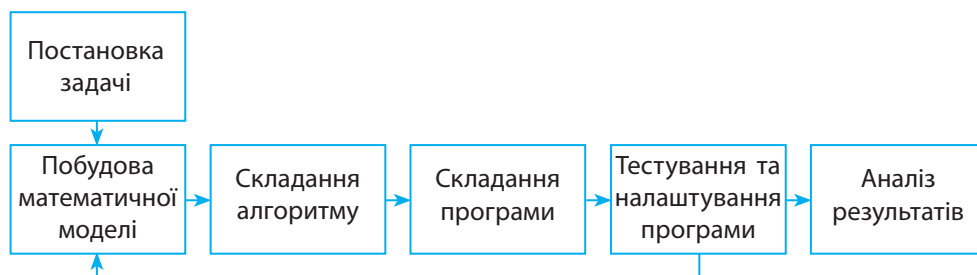 Постановка
задачі
Побудова
математичної
моделі
Складання
алгоритму
Складання
програми
Тестування та
налаштування
програми
Аналіз
результатів